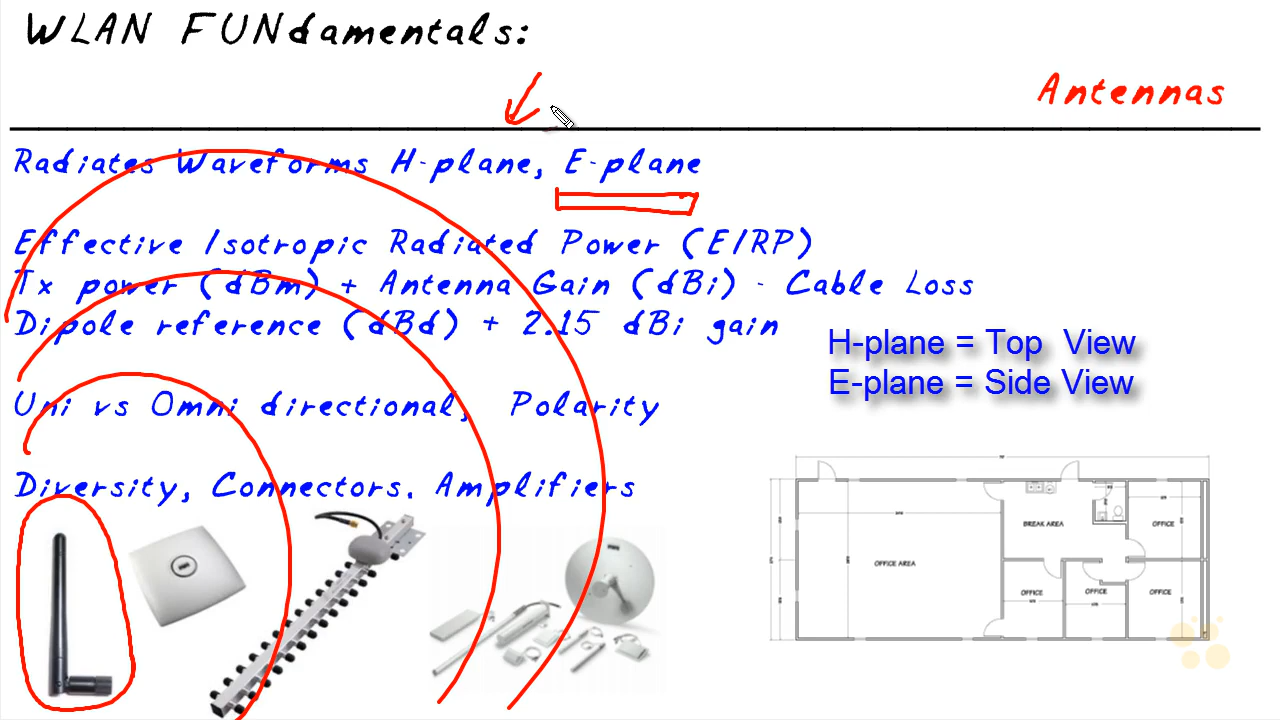 WLAN FUNdamentals:
Antennas
Radiates Waveforms H-plane, E-plane
Effective Isotropic Radiated Power (EIRP)
Tx power (dBm) + Antenna Gain (dBi) - Cable Loss
Dipole reference (dBd) + 2.15 dBi gain
H-plane = Top View
E-plane = Side View
Uni vs Omni directional, Polarity
Diversity, Connectors, Amplifiers
BREAK AREA
OFFICE
OFFICE AREA
OFFICE
OFFICE
OFFICE